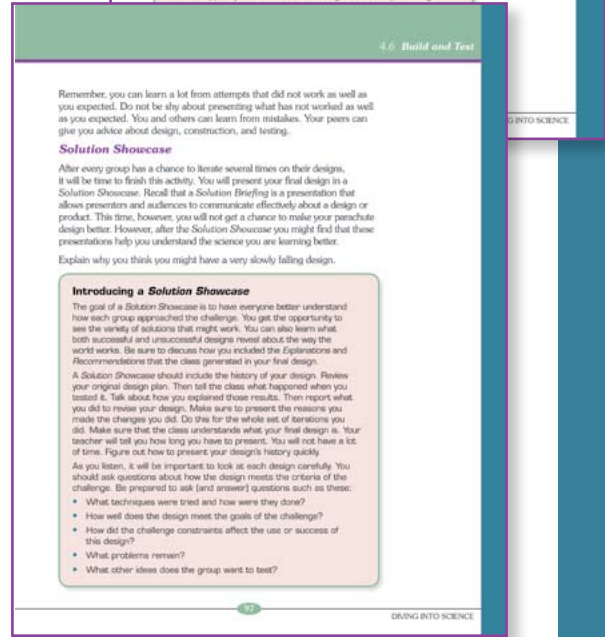 4.6 Build and Test
Remember, you can learn a lot from attempts that did not work as well as
you expected. Do not be shy about presenting what has not worked as well
as you expected. You and others can learn from mistakes. Your peers can
give you advice about design, construction, and testing.
Solution Showcase
After every group has a chance to iterate several times on their designs,
it will be time to finish this activity. You will present your final design in a
Solution Showcase. Recall that a Solution Briefing is a presentation that
allows presenters and audiences to communicate effectively about a design or
product. This time, however, you will not get a chance to make your parachute
design better. However, after the Solution Showcase you might find that these
presentations help you understand the science you are learning better.
Explain why you think you might have a very slowly falling design.
Introducing a Solution Showcase
The goal of a Solution Showcase is to have everyone better understand
how each group approached the challenge. You get the opportunity to
see the variety of solutions that might work. You can also learn what
both successful and unsuccessful designs reveal about the way the
world works. Be sure to discuss how you included the Explanations and
Recommendations that the class generated in your final design.
A Solution Showcase should include the history of your design. Review
your original design plan. Then tell the class what happened when you
tested it. Talk about how you explained those results. Then report what
you did to revise your design. Make sure to present the reasons you
made the changes you did. Do this for the whole set of iterations you
did. Make sure that the class understands what your final design is. Your
teacher will tell you how long you have to present. You will not have a lot
of time. Figure out how to present your design's history quickly.
As you listen, it will be important to look at each design carefully. You
should ask questions about how the design meets the criteria of the
challenge. Be prepared to ask (and answer) questions such as these:
• What techniques were tried and how were they done?
• How well does the design meet the goals of the challenge?
• How did the challenge constraints affect the use or success of
this design?
• What problems remain?
• What other ideas does the group want to test?
97
DIVING INTO SCIENCE
G INTO SCIENCE